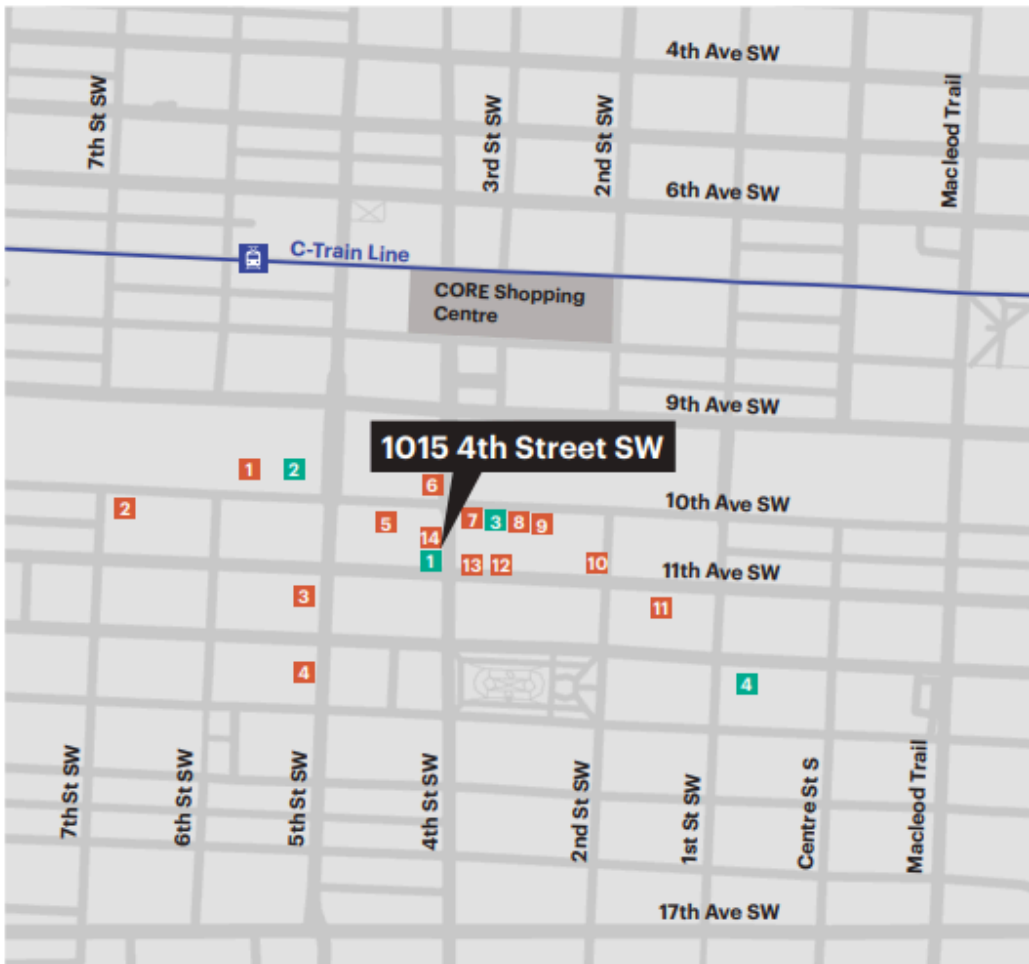 4th Ave SW
7th St SW
3rd St SW
2nd St SW
Macleod Trail
6th Ave SW
C-Train Line
CORE Shopping
Centre
9th Ave SW
1015 4th Street SW
1
2
6
10th Ave SW
2
5
7
3
8
9
14
1
13
12
10
11th Ave SW
3
11
4
4
7th St SW
6th St SW
5th St SW
4th St SW
2nd St SW
1st St SW
Centre St S
Macleod Trail
17th Ave SW